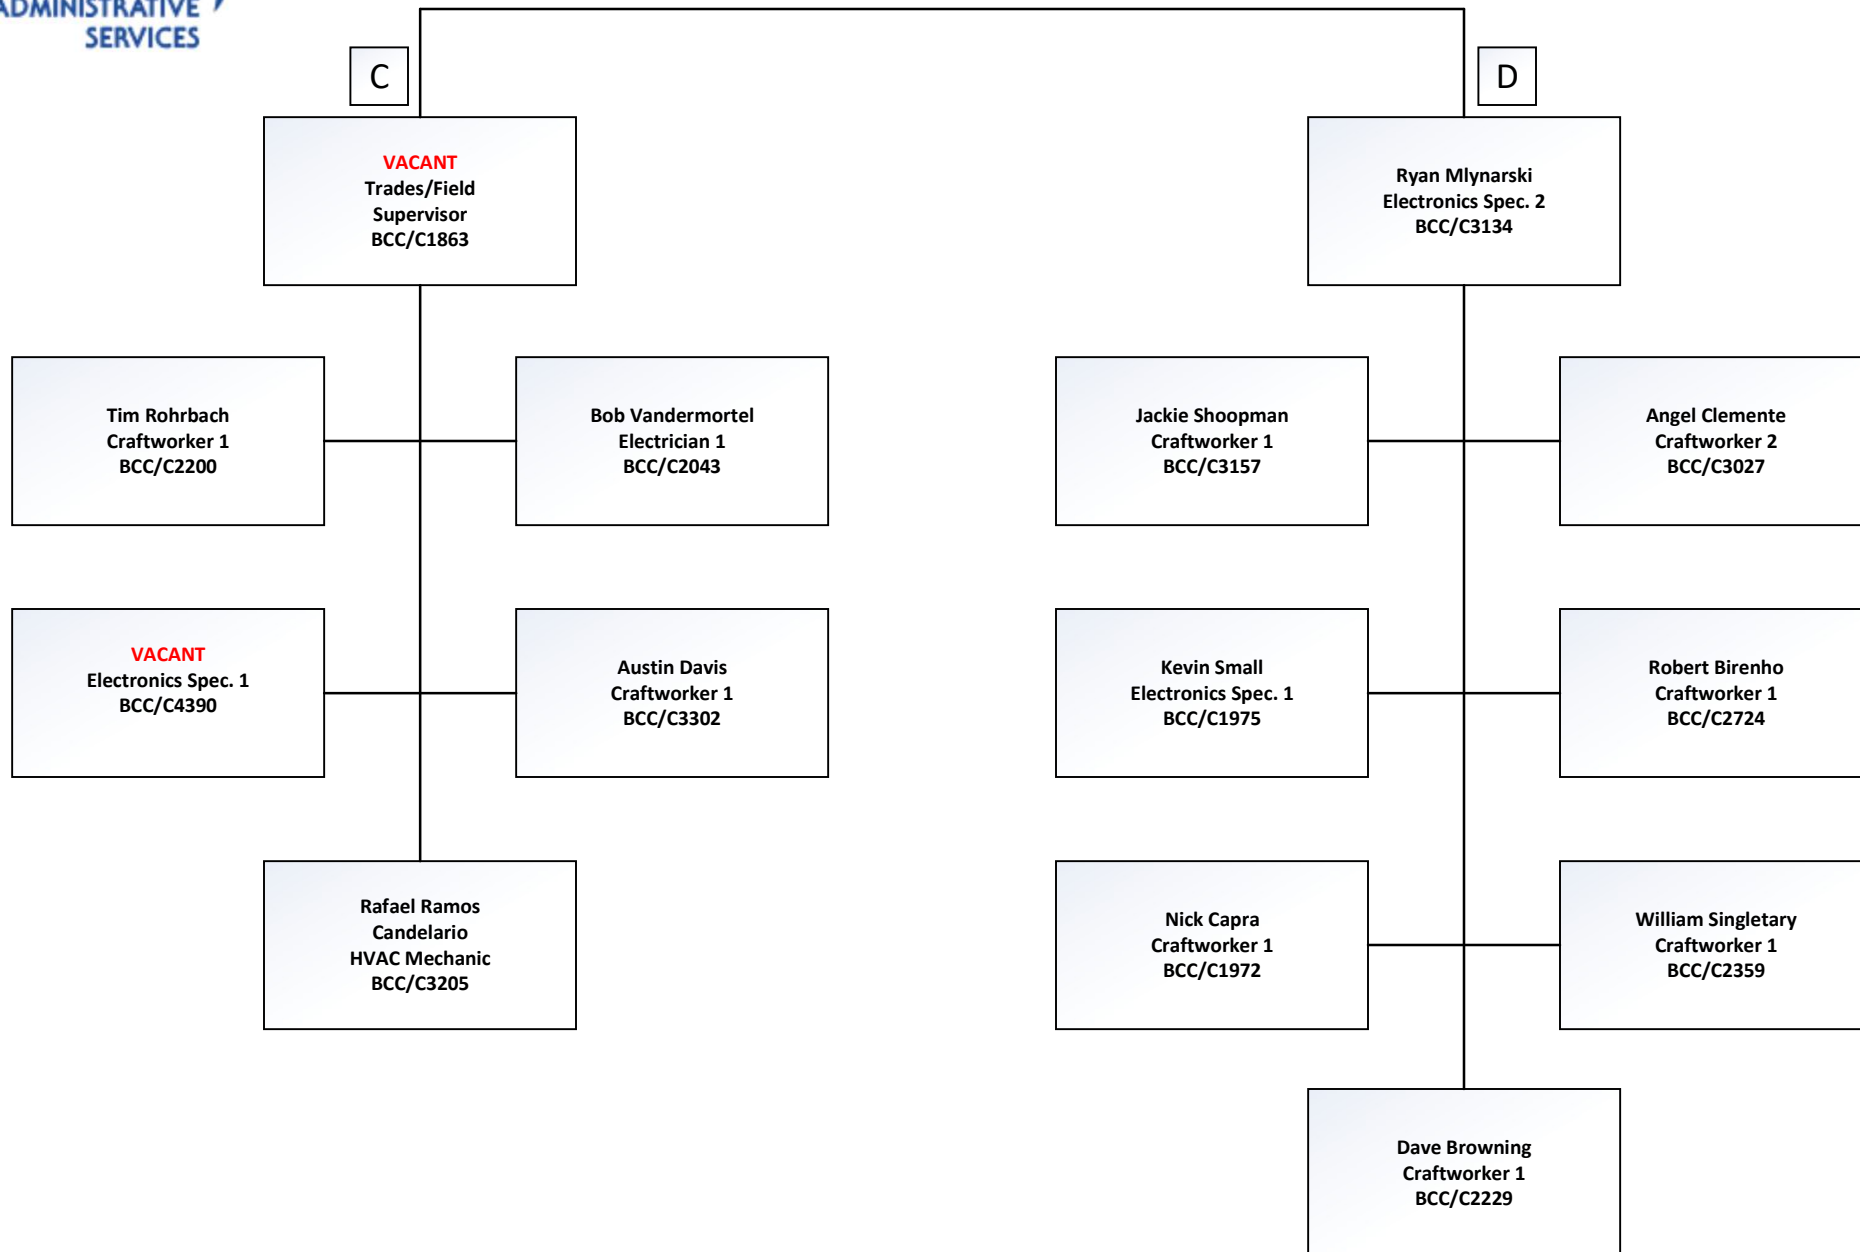 ADMINISTRATIVE
SERVICES
C
VACANT
Trades/Field
Supervisor
BCC/C1863
Tim Rohrbach
Craftworker 1
BCC/C2200
Bob Vandermortel
Electrician 1
BCC/C2043
VACANT
Electronics Spec. 1
BCC/C4390
Austin Davis
Craftworker 1
BCC/C3302
Rafael Ramos
Candelario
HVAC Mechanic
BCC/C3205
D
Ryan Mlynarski
Electronics Spec. 2
BCC/C3134
Jackie Shoopman
Craftworker 1
BCC/C3157
Angel Clemente
Craftworker 2
BCC/C3027
Kevin Small
Electronics Spec. 1
BCC/C1975
Robert Birenho
Craftworker 1
BCC/C2724
Nick Capra
Craftworker 1
BCC/C1972
William Singletary
Craftworker 1
BCC/C2359
Dave Browning
Craftworker 1
BCC/C2229